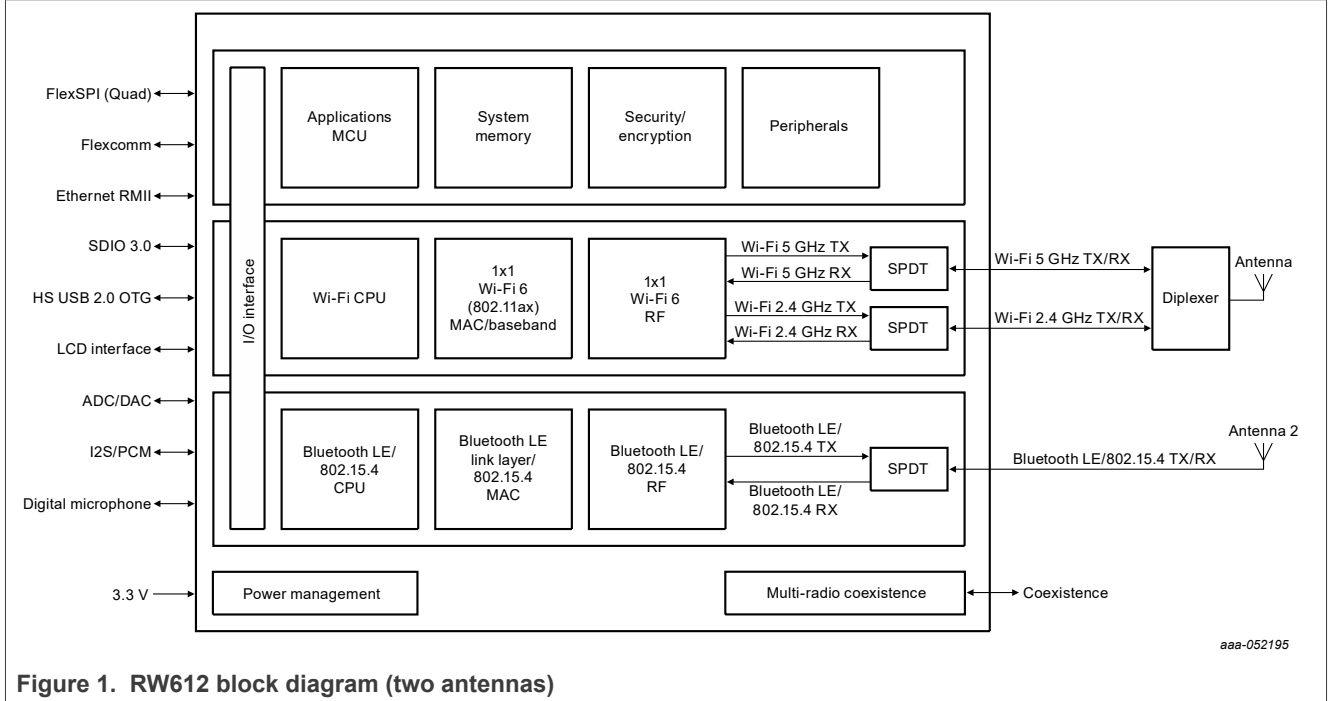 FlexSPI (Quad)
Flexcomm
Ethernet RMII
SDIO 3.0
HS USB 2.0 OTG
LCD interface
ADC/DAC
I2S/PCM
Digital microphone
3.3 V
I/O interface
Applications
MCU
System
memory
Security/
encryption
Peripherals
Wi-Fi CPU
1x1
Wi-Fi 6
(802.11ax)
MAC/baseband
1x1
Wi-Fi 6
RF
Wi-Fi 5 GHz TX
Wi-Fi 5 GHz RX
Wi-Fi 2.4 GHz TX
Wi-Fi 2.4 GHz RX
SPDT
SPDT
Wi-Fi 5 GHz TX/RX
Wi-Fi 2.4 GHz TX/RX
Diplexer
Antenna
Bluetooth LE/
802.15.4
CPU
Bluetooth LE
link layer/
802.15.4
MAC
Bluetooth LE/
802.15.4
RF
Bluetooth LE/
802.15.4 TX
Bluetooth LE/
802.15.4 RX
SPDT
Bluetooth LE/802.15.4 TX/RX
Antenna 2
Power management
Multi-radio coexistence
Coexistence
aaa-052195
Figure 1. RW612 block diagram (two antennas)